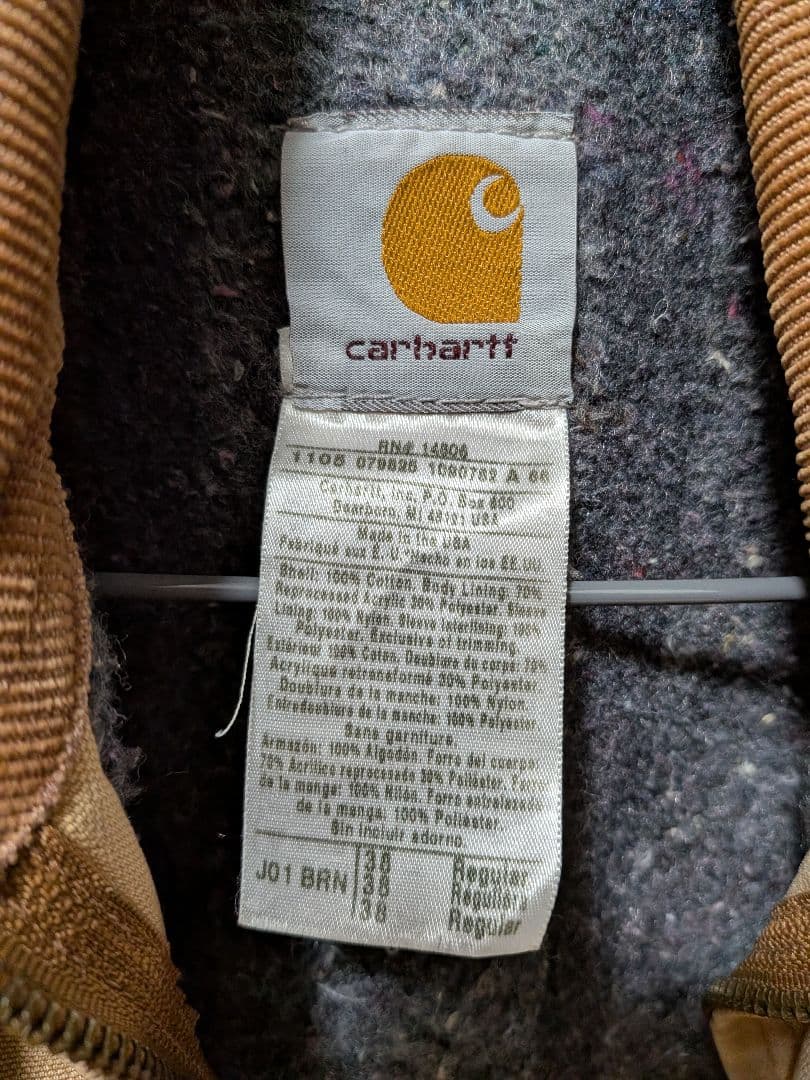 carhartt
RN# 14806
1105 079825 1090782 A 66
Carhartt, Inc. P.O. Box 600
Dearborn, MI 48121 USA
Made in the USA
Fabriqué aux É. U. Hecho en los EE.UU.
Shell: 100% Cotton. Body Lining: 70%
Reprocessed Acrylic 30% Polyester. Sleeve
Lining: 100% Nylon. Sleeve Interlining: 100%
Polyester. Exclusive of trimming.
Extérieur 100% Coton. Doublure du corps: 70%
Acrylique retransformé 30% Polyester.
Doublure de la manche: 100% Nylon.
Entredoublure de la manche: 100% Polyester.
Sans garniture.
Armazón: 100% Algodón. Forro del cuerpo:
70% Acrílico reprocesado 30% Poliéster. Forro
de la manga: 100% Nilón. Forro entrelazado
de la manga: 100% Poliéster.
Sin incluir adorno.
J01 BRN
38 Regular
38 Reguliere
38 Regular